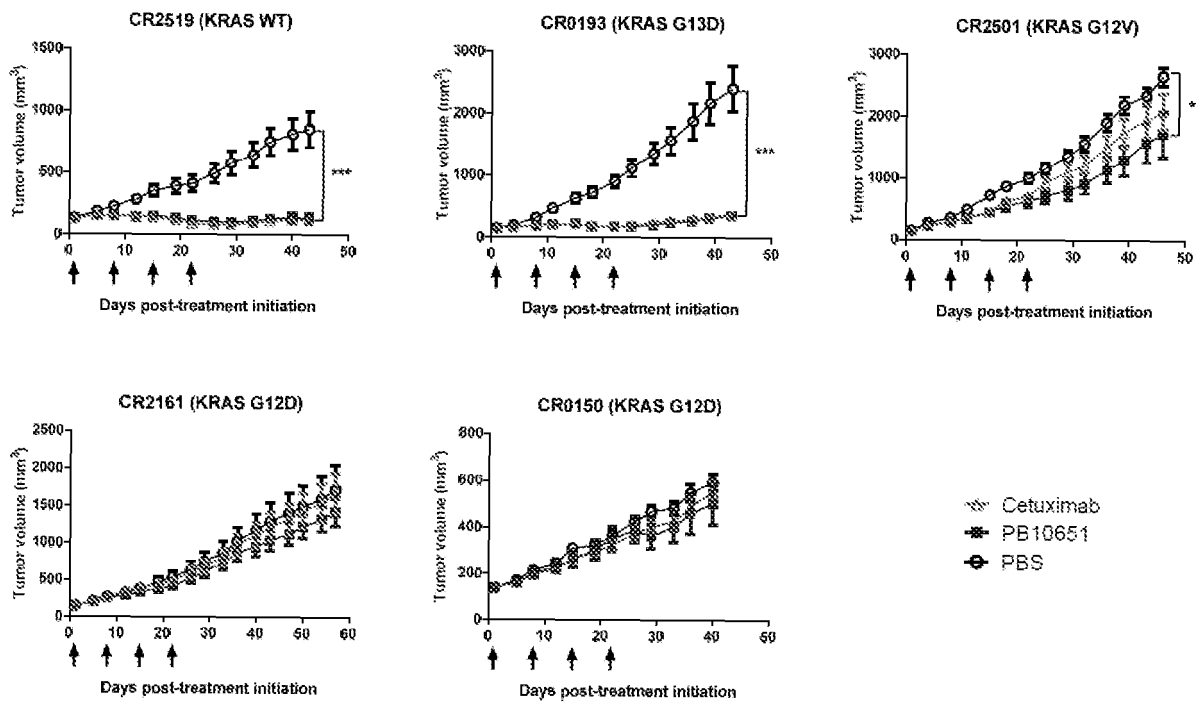 CR2519 (KRAS WT)
Tumor volume (mm³)
1500
1000
500
0
0 10 20 30 40 50
***
Days post-treatment initiation
CR0193 (KRAS G13D)
Tumor volume (mm³)
3000
2000
1000
0
0 10 20 30 40 50
***
Days post-treatment initiation
CR2501 (KRAS G12V)
Tumor volume (mm³)
3000
2000
1000
0
0 10 20 30 40 50
*
Days post-treatment initiation
CR2161 (KRAS G12D)
Tumor volume (mm³)
2500
2000
1500
1000
500
0
0 10 20 30 40 50 60
Days post-treatment initiation
CR0150 (KRAS G12D)
Tumor volume (mm³)
800
600
400
200
0
0 10 20 30 40 50
Days post-treatment initiation
Cetuximab
PB10651
PBS